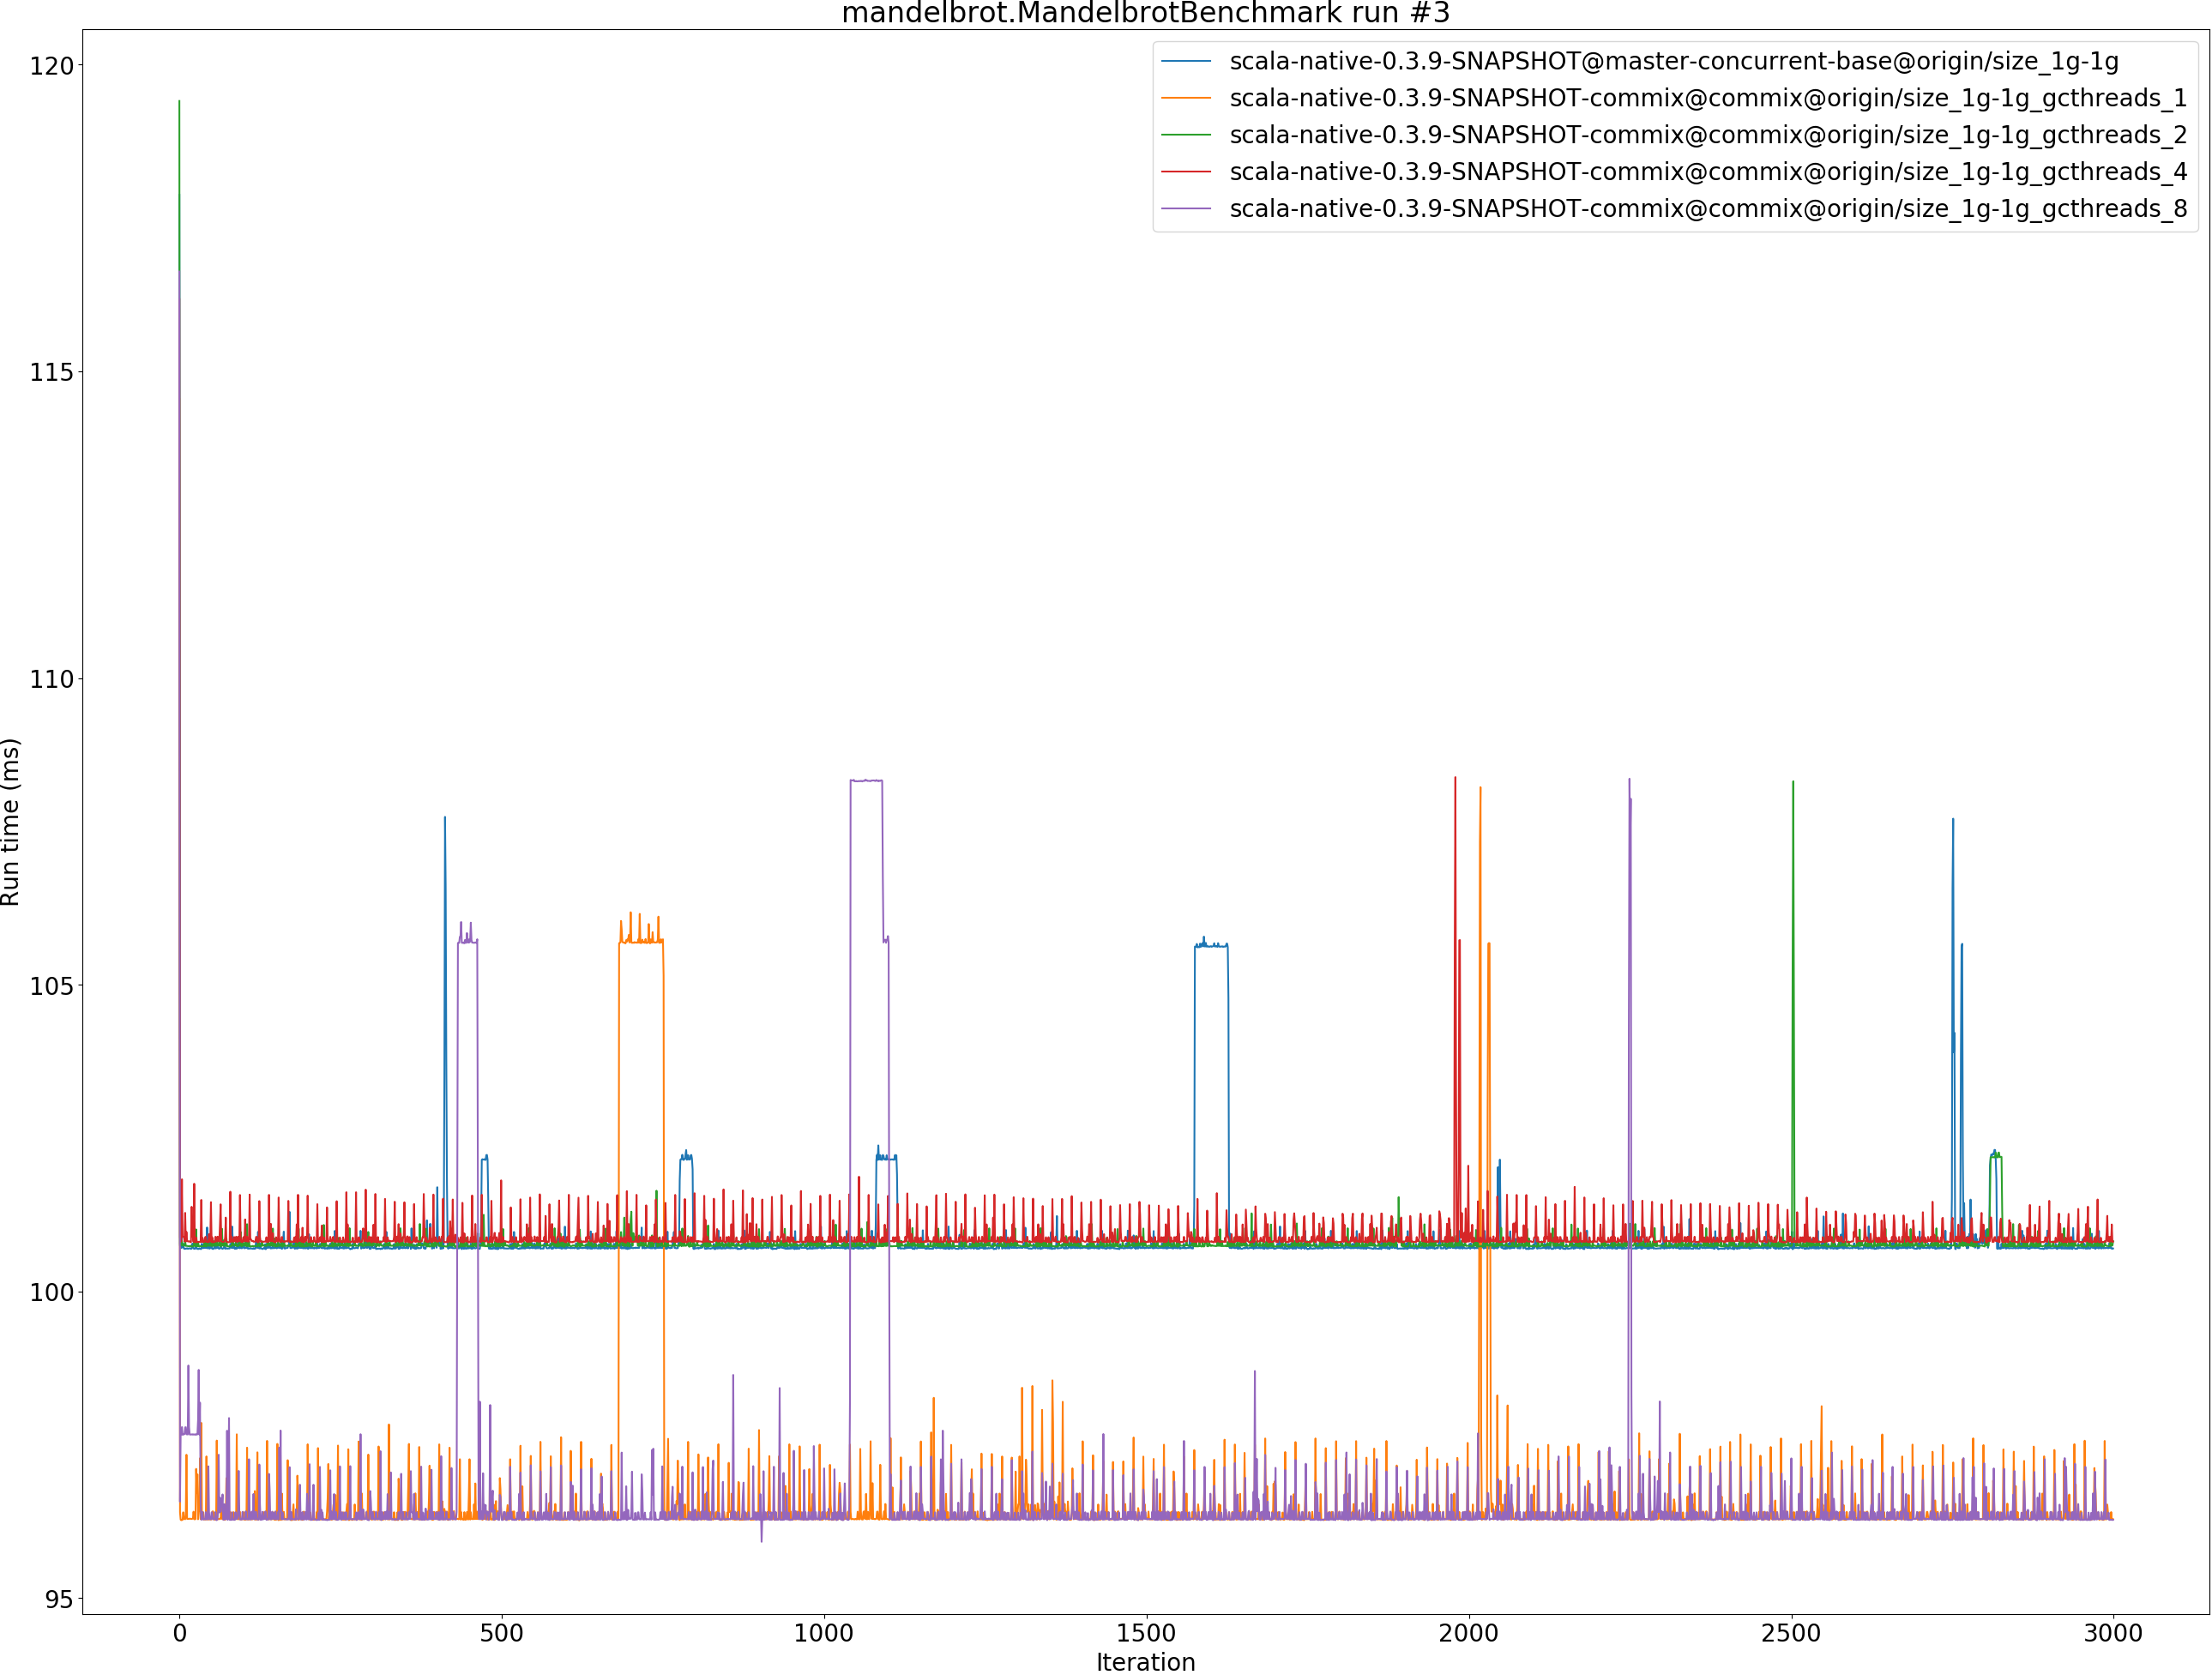 mandelbrot.MandelbrotBenchmark run #3
scala-native-0.3.9-SNAPSHOT@master-concurrent-base@origin/size_1g-1g
scala-native-0.3.9-SNAPSHOT-commix@commix@origin/size_1g-1g_gcthreads_1
scala-native-0.3.9-SNAPSHOT-commix@commix@origin/size_1g-1g_gcthreads_2
scala-native-0.3.9-SNAPSHOT-commix@commix@origin/size_1g-1g_gcthreads_4
scala-native-0.3.9-SNAPSHOT-commix@commix@origin/size_1g-1g_gcthreads_8
120
115
110
105
100
95
Run time (ms)
0 500 1000 1500 2000 2500 3000
Iteration